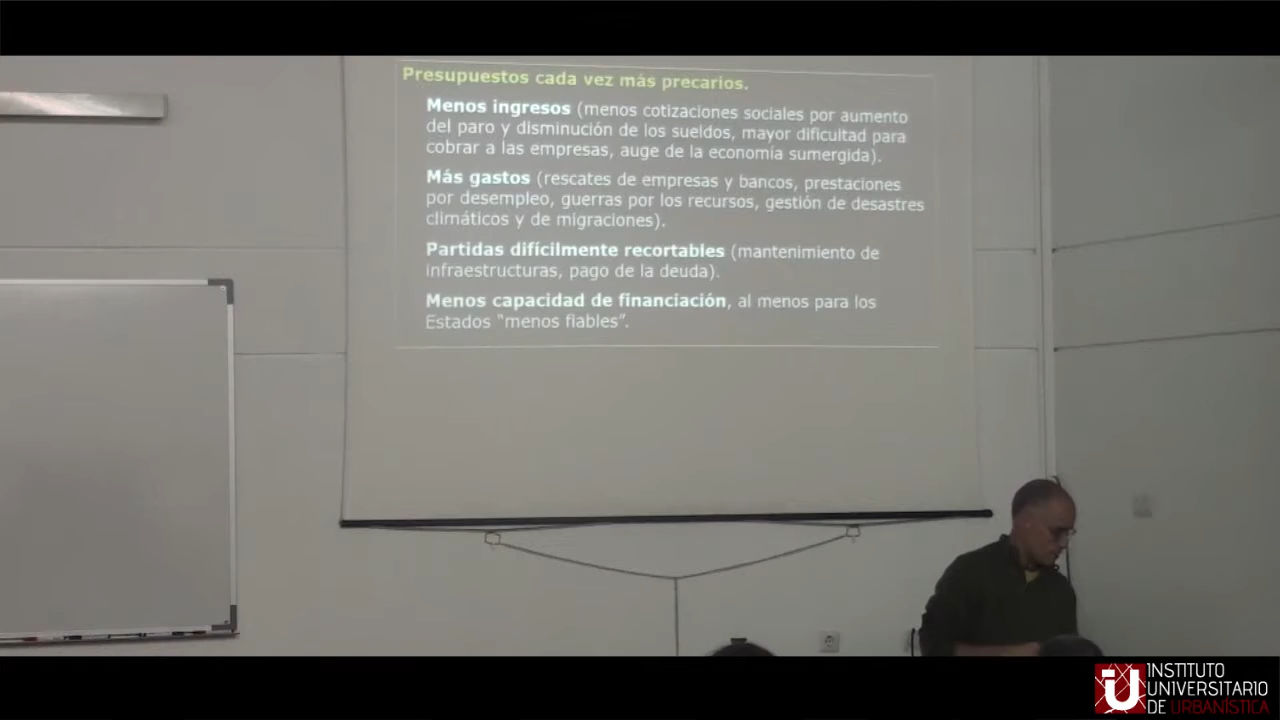 Presupuestos cada vez más precarios.
Menos ingresos (menos cotizaciones sociales por aumento
del paro y disminución de los sueldos, mayor dificultad para
cobrar a las empresas, auge de la economía sumergida).
Más gastos (rescates de empresas y bancos, prestaciones
por desempleo, guerras por los recursos, gestión de desastres
climáticos y de migraciones).
Partidas difícilmente recortables (mantenimiento de
infraestructuras, pago de la deuda).
Menos capacidad de financiación, al menos para los
Estados “menos fiables”.
INSTITUTO
UNIVERSITARIO
DE URBANÍSTICA